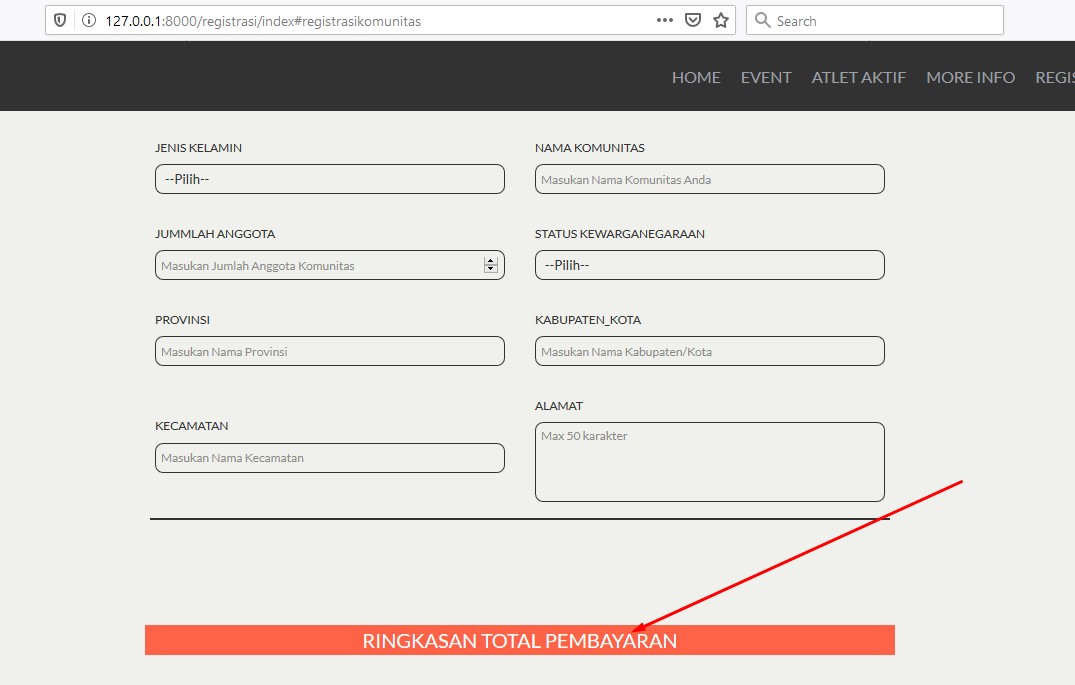 127.0.0.1:8000/registrasi/index#registrasikomunitas
Search
HOME EVENT ATLET AKTIF MORE INFO REGIS
JENIS KELAMIN
--Pilih--
NAMA KOMUNITAS
Masukan Nama Komunitas Anda
JUMMLAH ANGGOTA
Masukan Jumlah Anggota Komunitas
STATUS KEWARGANEGARAAN
--Pilih--
PROVINSI
Masukan Nama Provinsi
KABUPATEN_KOTA
Masukan Nama Kabupaten/Kota
KECAMATAN
Masukan Nama Kecamatan
ALAMAT
Max 50 karakter
RINGKASAN TOTAL PEMBAYARAN